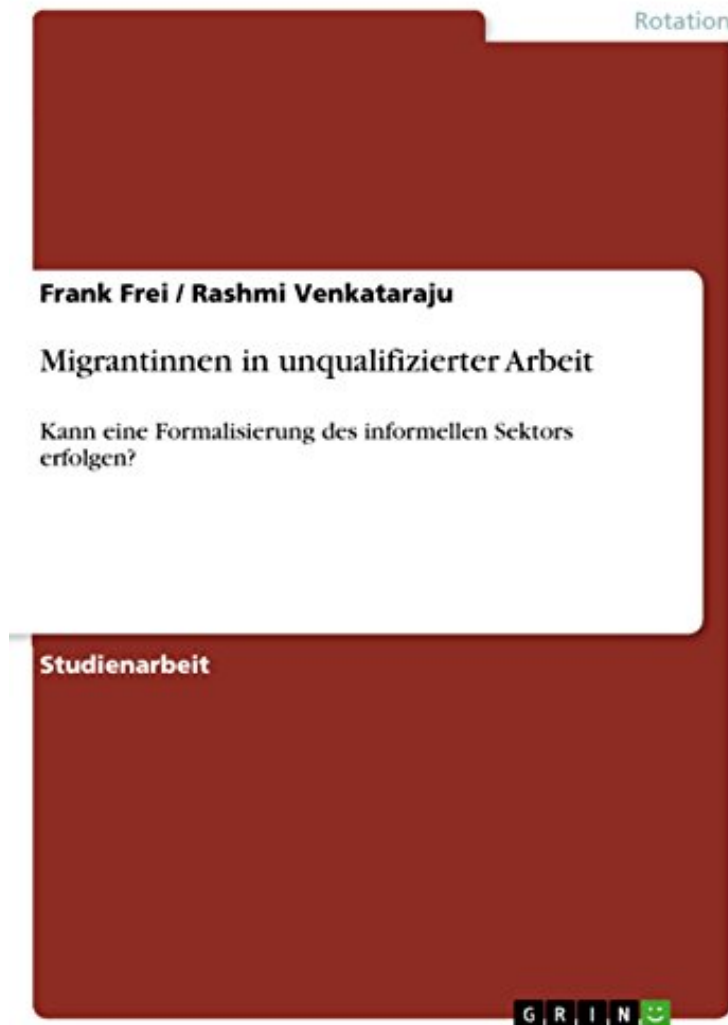 Rotation
Frank Frei / Rashmi Venkataraju
Migrantinnen in unqualifizierter Arbeit
Kann eine Formalisierung des informellen Sektors
erfolgen?
Studienarbeit
GRIN